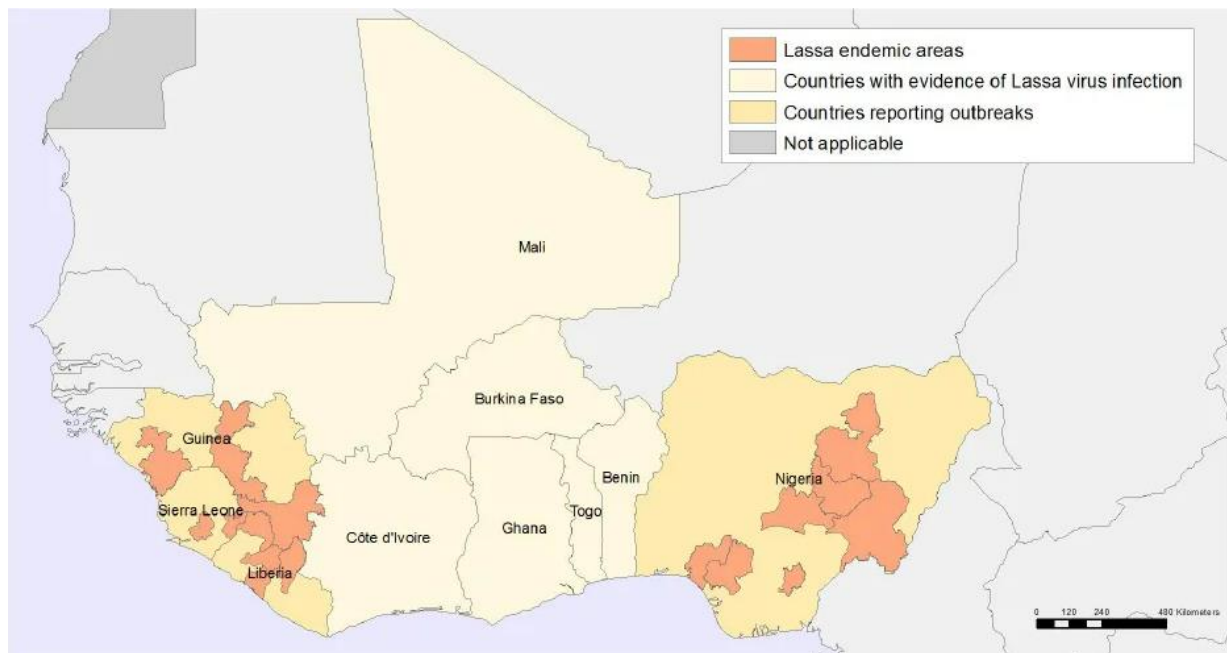 Lassa endemic areas
Countries with evidence of Lassa virus infection
Countries reporting outbreaks
Not applicable
Mali
Burkina Faso
Guinea
Benin
Nigeria
Sierra Leone
Togo
Ghana
Côte d'Ivoire
Liberia
0 120 240 480 Kilometers